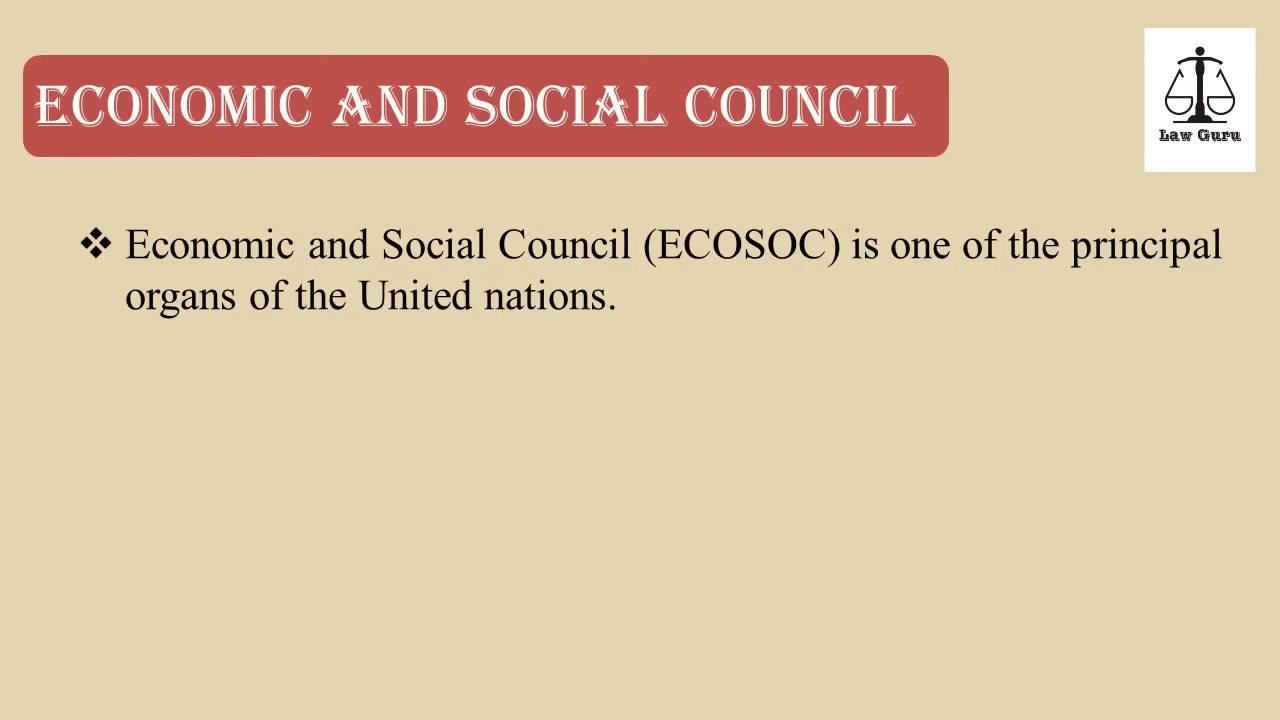 ECONOMIC AND SOCIAL COUNCIL
Law Guru
❖ Economic and Social Council (ECOSOC) is one of the principal
organs of the United nations.